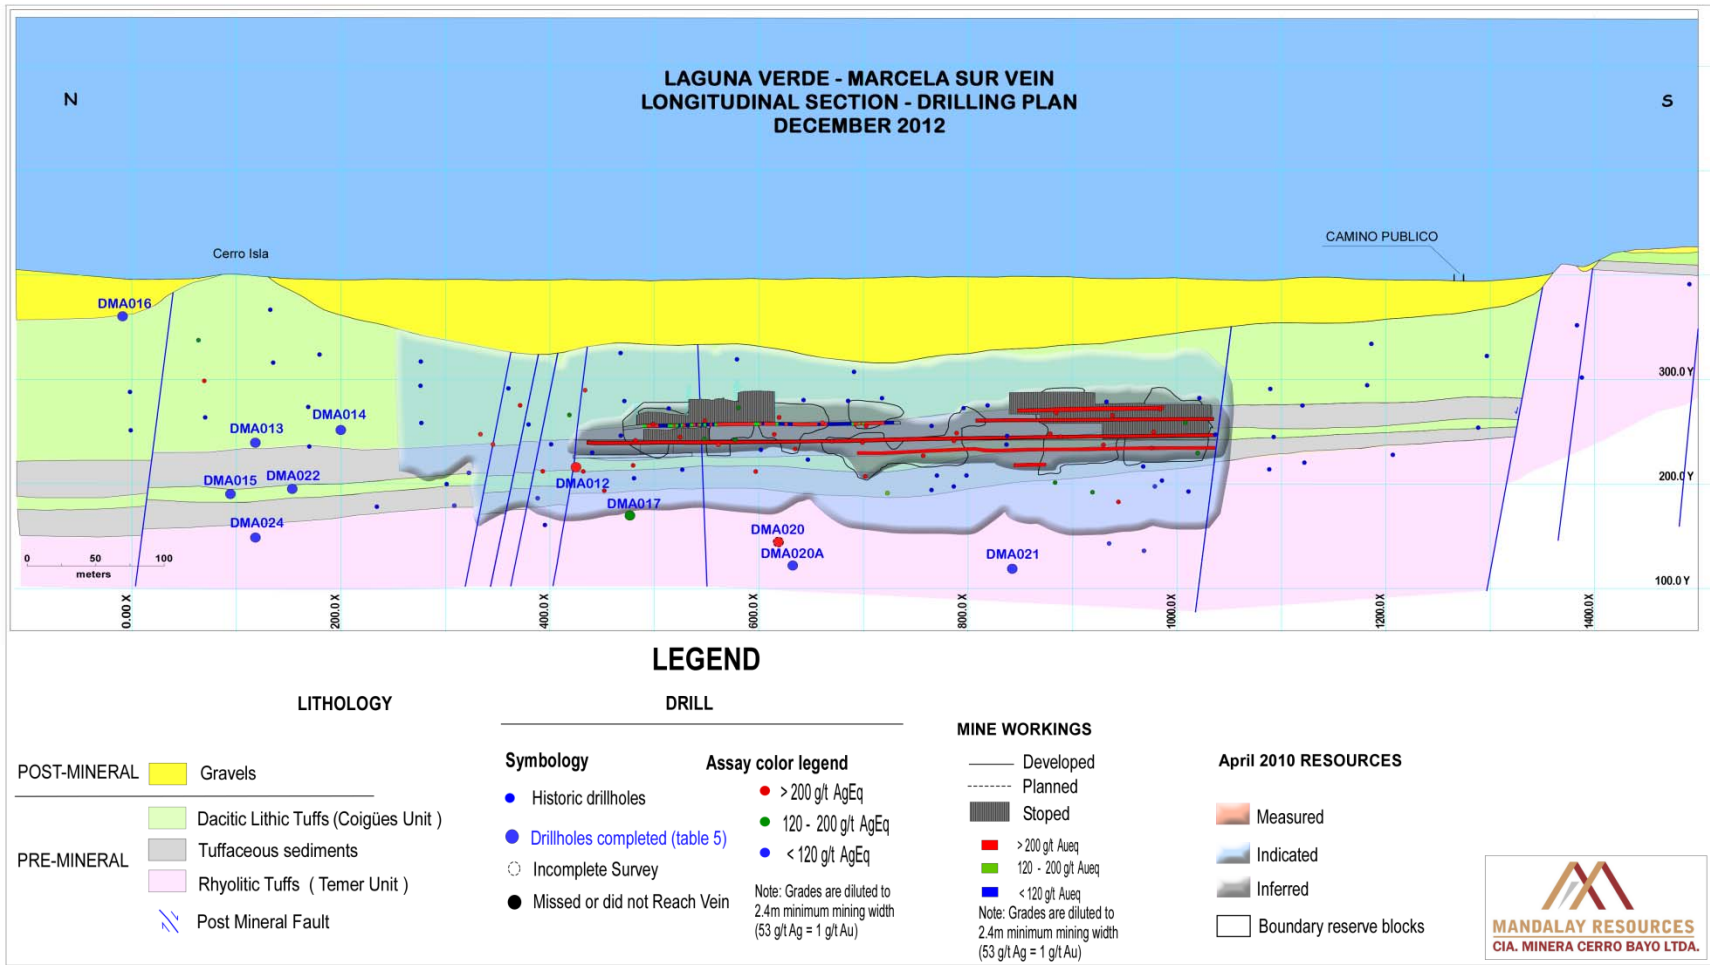 LAGUNA VERDE - MARCELA SUR VEIN
LONGITUDINAL SECTION - DRILLING PLAN
DECEMBER 2012
N
S
Cerro Isla
CAMINO PUBLICO
DMA016
DMA014
DMA013
DMA015
DMA022
DMA024
DMA012
DMA017
DMA020
DMA020A
DMA021
300.0 Y
200.0 Y
100.0 Y
0 50 100
meters
0.00 X
200.0 X
400.0 X
600.0 X
800.0 X
1000.0 X
1200.0 X
1400.0 X
LEGEND
LITHOLOGY
POST-MINERAL
Gravels
PRE-MINERAL
Dacitic Lithic Tuffs (Coigües Unit )
Tuffaceous sediments
Rhyolitic Tuffs ( Temer Unit )
Post Mineral Fault
DRILL
Symbology
Historic drillholes
Drillholes completed (table 5)
Incomplete Survey
Missed or did not Reach Vein
Assay color legend
> 200 g/t AgEq
120 - 200 g/t AgEq
< 120 g/t AgEq
Note: Grades are diluted to
2.4m minimum mining width
(53 g/t Ag = 1 g/t Au)
MINE WORKINGS
Developed
Planned
Stoped
> 200 g/t Aueq
120 - 200 g/t Aueq
< 120 g/t Aueq
Note: Grades are diluted to
2.4m minimum mining width
(53 g/t Ag = 1 g/t Au)
April 2010 RESOURCES
Measured
Indicated
Inferred
Boundary reserve blocks
MANDALAY RESOURCES
CIA. MINERA CERRO BAYO LTDA.